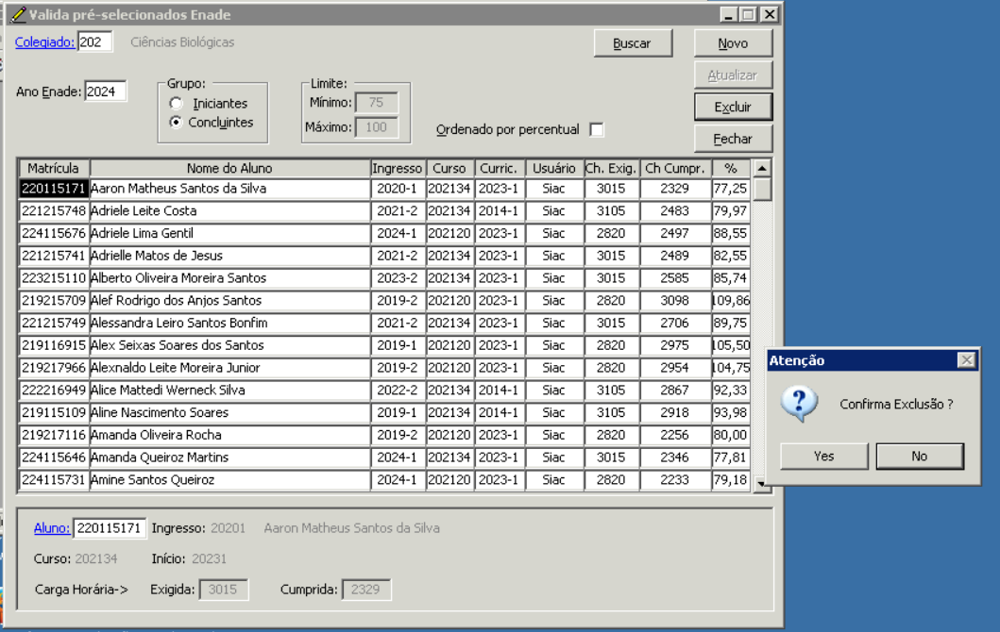 Valida pré-selecionados Enade
Colegiado: 202 Ciências Biológicas Buscar Novo
Atualizar
Ano Enade: 2024 Grupo: Iniciantes Concluintes
Limite: Mínimo: 75 Máximo: 100
Ordenado por percentual
Excluir
Fechar
Matrícula Nome do Aluno Ingresso Curso Curric. Usuário Ch. Exig. Ch Cumpr. %
220115171 Aaron Matheus Santos da Silva 2020-1 202134 2023-1 Siac 3015 2329 77,25
221215748 Adriele Leite Costa 2021-2 202134 2014-1 Siac 3105 2483 79,97
224115676 Adriele Lima Gentil 2024-1 202120 2023-1 Siac 2820 2497 88,55
221215741 Adrielle Matos de Jesus 2021-2 202134 2023-1 Siac 3015 2489 82,55
223215110 Alberto Oliveira Moreira Santos 2023-2 202134 2023-1 Siac 3015 2585 85,74
219215709 Alef Rodrigo dos Anjos Santos 2019-2 202120 2023-1 Siac 2820 3098 109,86
221215749 Alessandra Leiro Santos Bonfim 2021-2 202134 2023-1 Siac 3015 2706 89,75
219116915 Alex Seixas Soares dos Santos 2019-1 202120 2023-1 Siac 2820 2975 105,50
219217966 Alexnaldo Leite Moreira Junior 2019-2 202120 2023-1 Siac 2820 2954 104,75
222216949 Alice Mattedi Werneck Silva 2022-2 202134 2014-1 Siac 3105 2867 92,33
219115109 Aline Nascimento Soares 2019-1 202134 2014-1 Siac 3105 2918 93,98
219217116 Amanda Oliveira Rocha 2019-2 202120 2023-1 Siac 2820 2256 80,00
224115646 Amanda Queiroz Martins 2024-1 202134 2023-1 Siac 3015 2346 77,81
224115731 Amine Santos Queiroz 2024-1 202120 2023-1 Siac 2820 2233 79,18
Aluno: 220115171 Ingresso: 20201 Aaron Matheus Santos da Silva
Curso: 202134 Início: 20231
Carga Horária-> Exigida: 3015 Cumprida: 2329
Atenção
Confirma Exclusão ?
Yes No